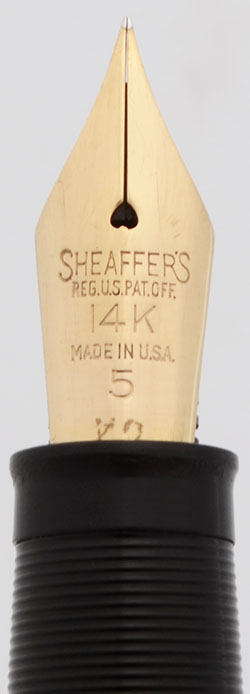 SHEAFFER'S
REG.U.S.PAT.OFF.
14K
MADE IN U.S.A.
5